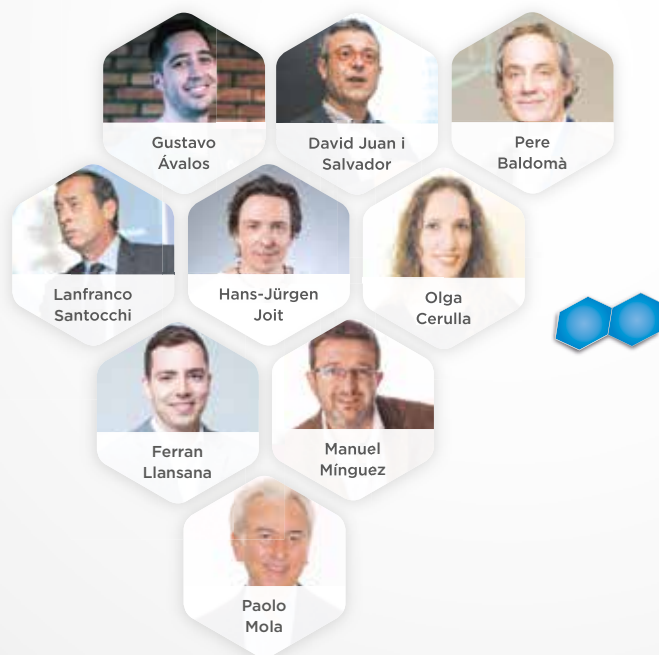 Gustavo
Ávalos
David Juan i
Salvador
Pere
Baldomà
Lanfranco
Santocchi
Hans-Jürgen
Joit
Olga
Cerulla
Ferran
Llansana
Manuel
Mínguez
Paolo
Mola